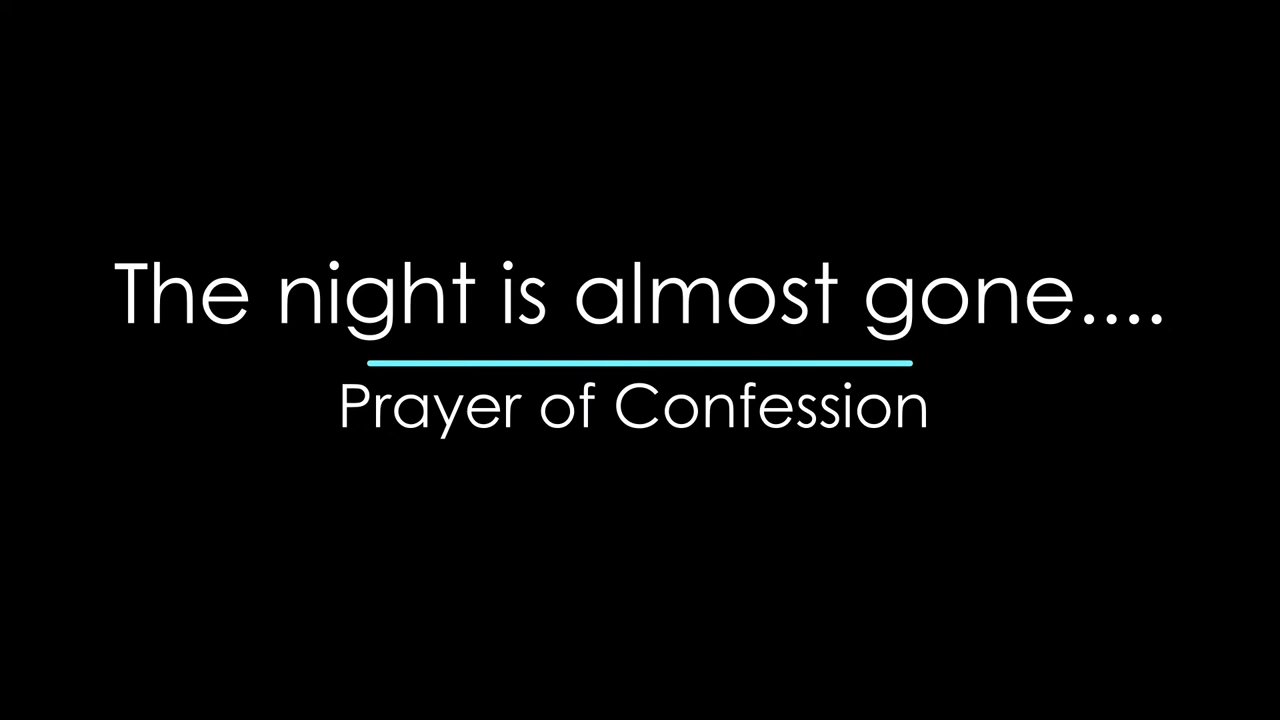 The night is almost gone....
Prayer of Confession